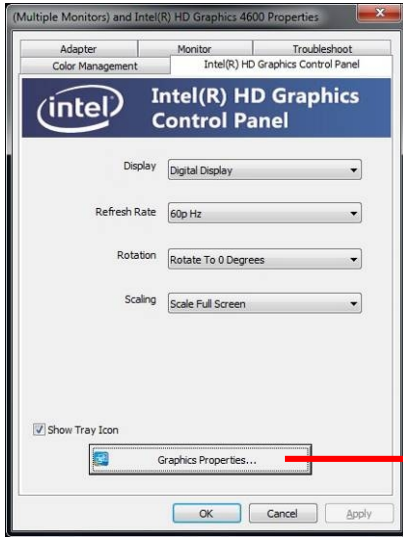 (Multiple Monitors) and Intel(R) HD Graphics 4600 Properties
Adapter
Monitor
Troubleshoot
Color Management
Intel(R) HD Graphics Control Panel
intel
Intel(R) HD Graphics
Control Panel
Display
Digital Display
Refresh Rate
60p Hz
Rotation
Rotate To 0 Degrees
Scaling
Scale Full Screen
Show Tray Icon
Graphics Properties...
OK
Cancel
Apply